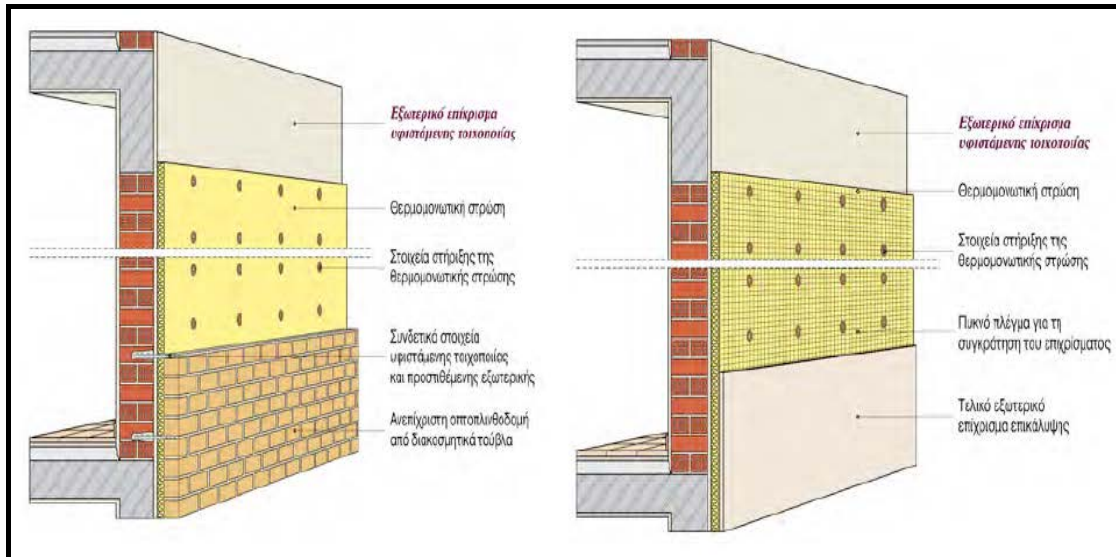 Εξωτερικό επίχρισμα
υφιστάμενης τοιχοποιίας
Θερμομονωτική στρώση
Στοιχεία στήριξης της
θερμομονωτικής στρώσης
Συνδετικά στοιχεία
υφιστάμενης τοιχοποιίας
και προστιθέμενης εξωτερικής
Ανεπίχριστη οπτοπλινθοδομή
από διακοσμητικά τούβλα
Εξωτερικό επίχρισμα
υφιστάμενης τοιχοποιίας
Θερμομονωτική στρώση
Στοιχεία στήριξης της
θερμομονωτικής στρώσης
Πυκνό πλέγμα για τη
συγκράτηση του επιχρίσματος
Τελικό εξωτερικό
επίχρισμα επικάλυψης